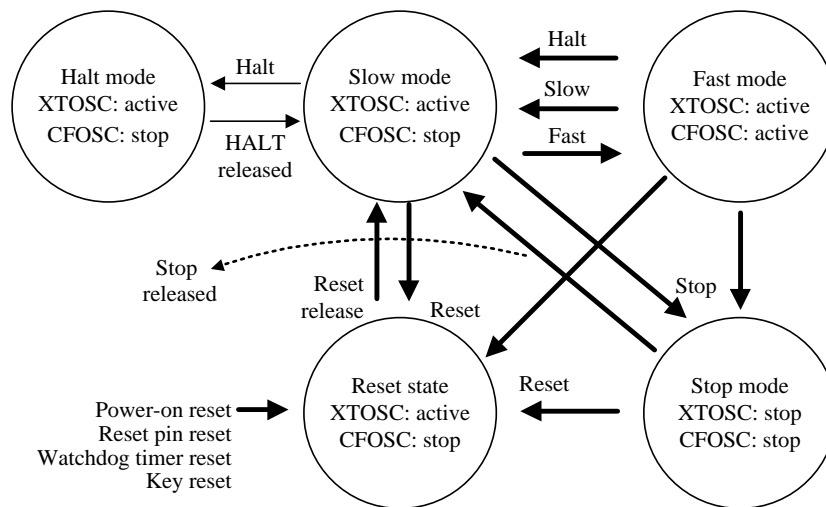 Halt mode
XTOSC: active
CFOSC: stop
Halt
HALT
released
Slow mode
XTOSC: active
CFOSC: stop
Halt
Slow
Fast
Fast mode
XTOSC: active
CFOSC: active
Stop
released
Reset
release
Reset
Stop
Power-on reset
Reset pin reset
Watchdog timer reset
Key reset
Reset state
XTOSC: active
CFOSC: stop
Reset
Stop mode
XTOSC: stop
CFOSC: stop